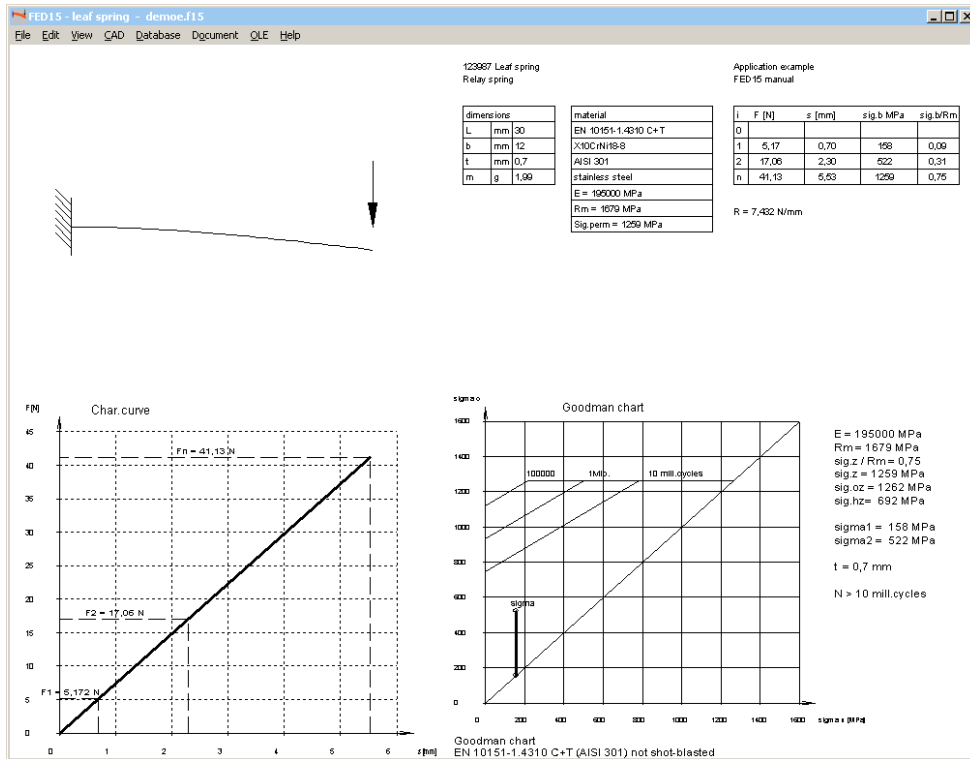 FED15 - leaf spring - demoe.f15
File Edit View CAD Database Document OLE Help
123987 Leaf spring
Relay spring
Application example
FED15 manual
dimensions
L mm 30
b mm 12
t mm 0,7
m g 1,99
material
EN 10151-1.4310 C+T
X10CrNi18-8
AISI 301
stainless steel
E = 195000 MPa
Rm = 1679 MPa
Sig.perm = 1259 MPa
i F [N] s [mm] sig.b MPa sig.b/Rm
0
1 5,17 0,70 158 0,09
2 17,06 2,30 522 0,31
n 41,13 5,53 1259 0,75
R = 7,432 N/mm
F [N]
Char.curve
45
40
35
30
25
20
15
10
5
0
Fn = 41,13 N
F2 = 17,06 N
F1 = 5,172 N
0 1 2 3 4 5 6 s [mm]
sigma o
Goodman chart
1600
1400
1200
1000
800
600
400
200
0
100000 1Mio. 10 mill.cycles
sigma
0 200 400 600 800 1000 1200 1400 1600 sigma u [MPa]
E = 195000 MPa
Rm = 1679 MPa
sig.z / Rm = 0,75
sig.z = 1259 MPa
sig.oz = 1262 MPa
sig.hz= 692 MPa
sigma1 = 158 MPa
sigma2 = 522 MPa
t = 0,7 mm
N > 10 mill.cycles
Goodman chart
EN 10151-1.4310 C+T (AISI 301) not shot-blasted